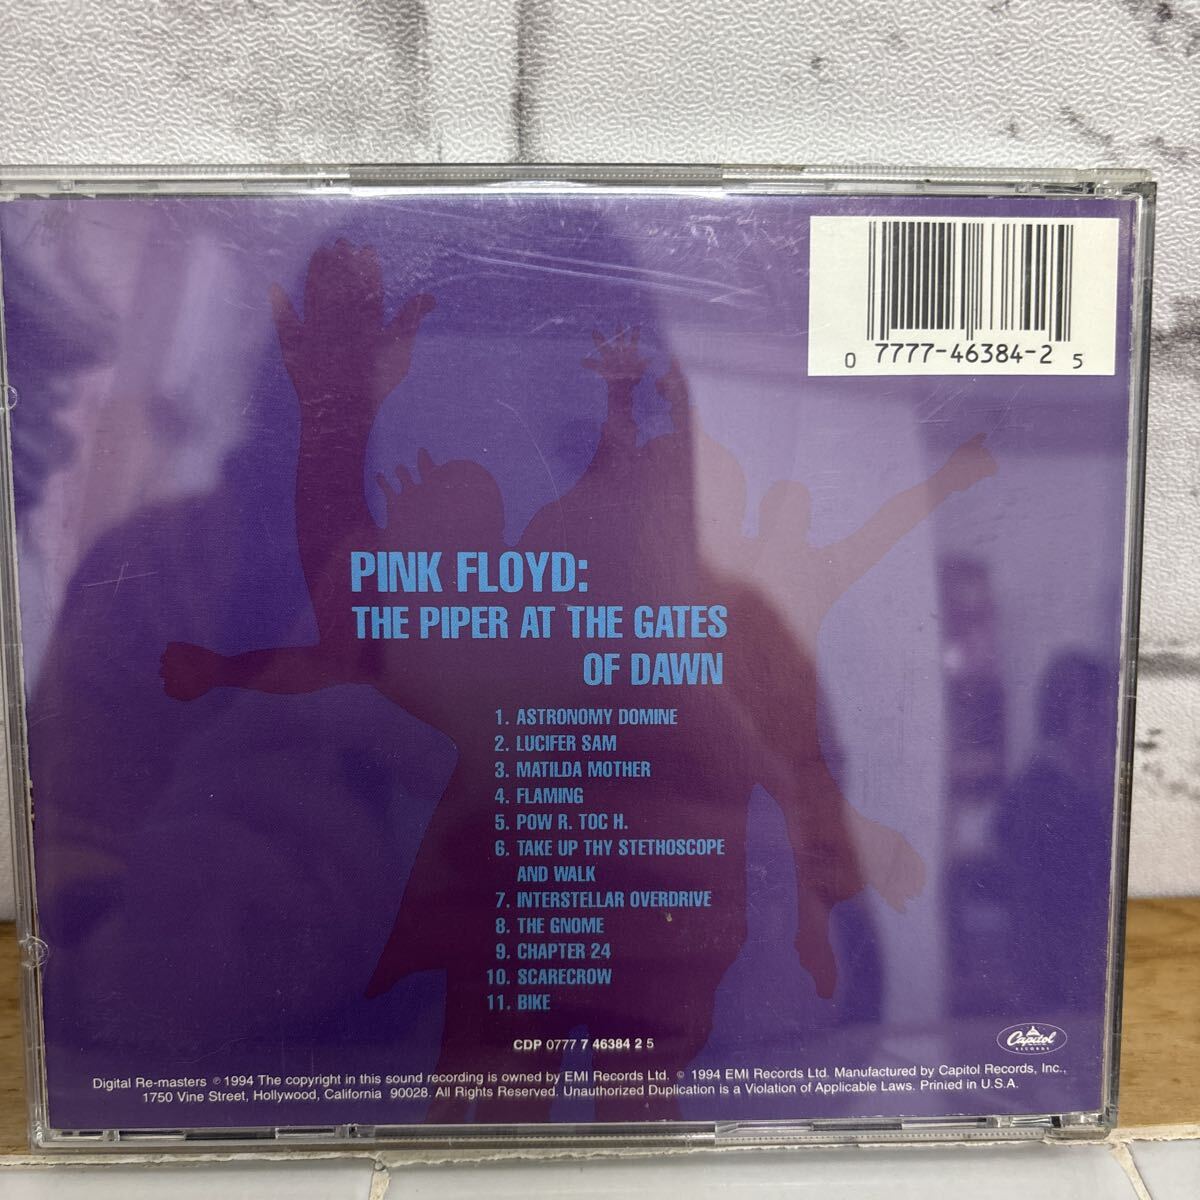 0 7777-46384-2 5
PINK FLOYD:
THE PIPER AT THE GATES
OF DAWN
1. ASTRONOMY DOMINE
2. LUCIFER SAM
3. MATILDA MOTHER
4. FLAMING
5. POW R. TOC H.
6. TAKE UP THY STETHOSCOPE
AND WALK
7. INTERSTELLAR OVERDRIVE
8. THE GNOME
9. CHAPTER 24
10. SCARECROW
11. BIKE
CDP 0777 7 46384 2 5
Capitol
RECORDS
Digital Re-masters ℗ 1994 The copyright in this sound recording is owned by EMI Records Ltd. © 1994 EMI Records Ltd. Manufactured by Capitol Records, Inc.,
1750 Vine Street, Hollywood, California 90028. All Rights Reserved. Unauthorized Duplication is a Violation of Applicable Laws. Printed in U.S.A.